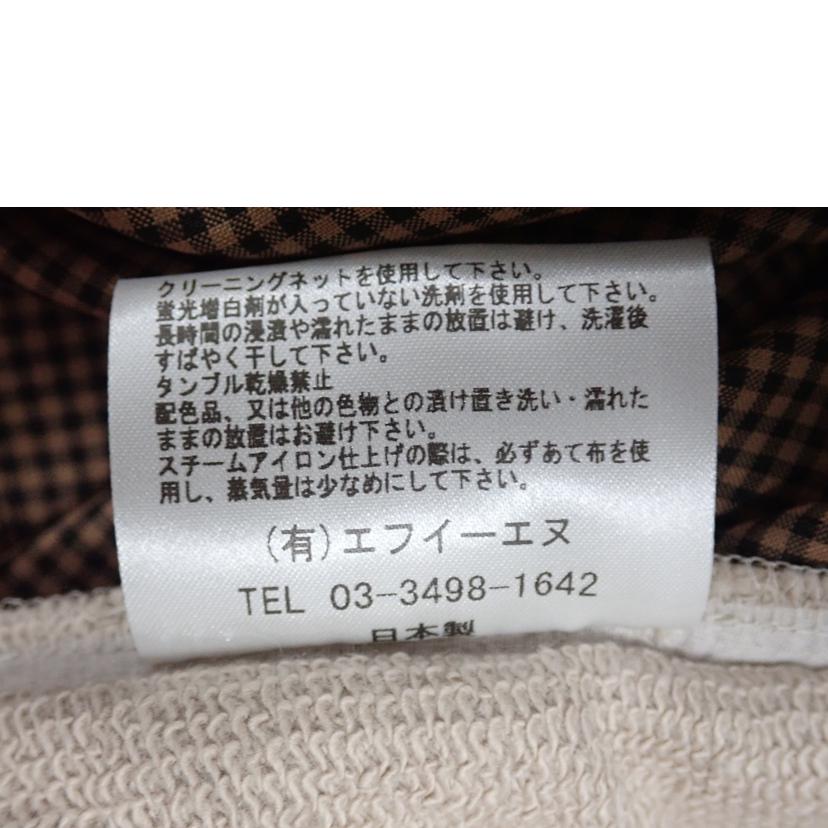 クリーニングネットを使用して下さい。
蛍光増白剤が入っていない洗剤を使用して下さい。
長時間の浸漬や濡れたままの放置は避け、洗濯後
すばやく干して下さい。
タンブル乾燥禁止
配色品、又は他の色物との漬け置き洗い・濡れた
ままの放置はお避け下さい。
スチームアイロン仕上げの際は、必ずあて布を使
用し、蒸気量は少なめにして下さい。
(有)エフイーエヌ
TEL 03-3498-1642
日本製